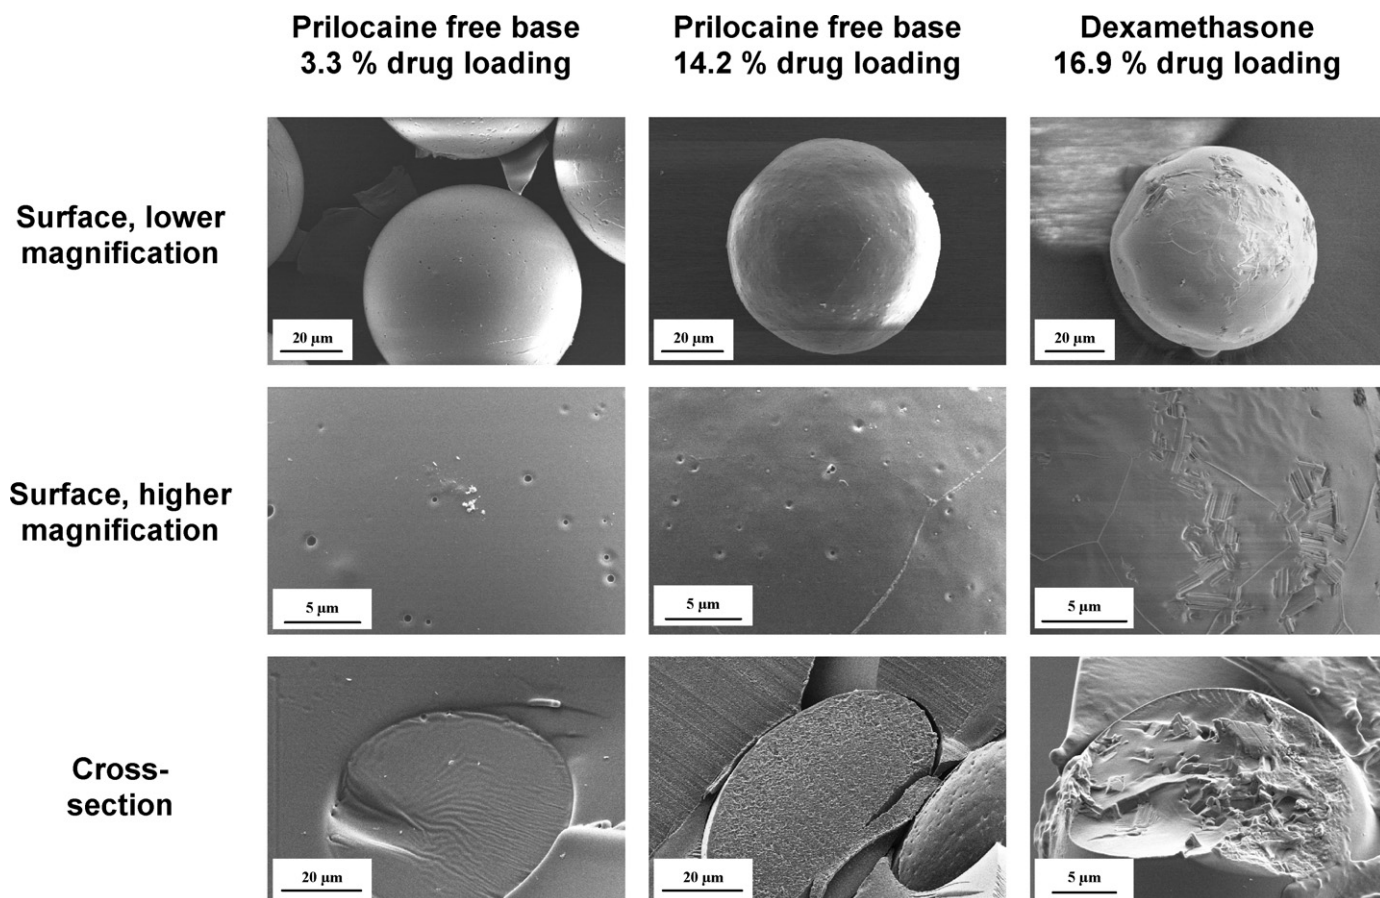 Prilocaine free base
3.3 % drug loading
Prilocaine free base
14.2 % drug loading
Dexamethasone
16.9 % drug loading
Surface, lower
magnification
20 µm
20 µm
20 µm
Surface, higher
magnification
5 µm
5 µm
5 µm
Cross-
section
20 µm
20 µm
5 µm